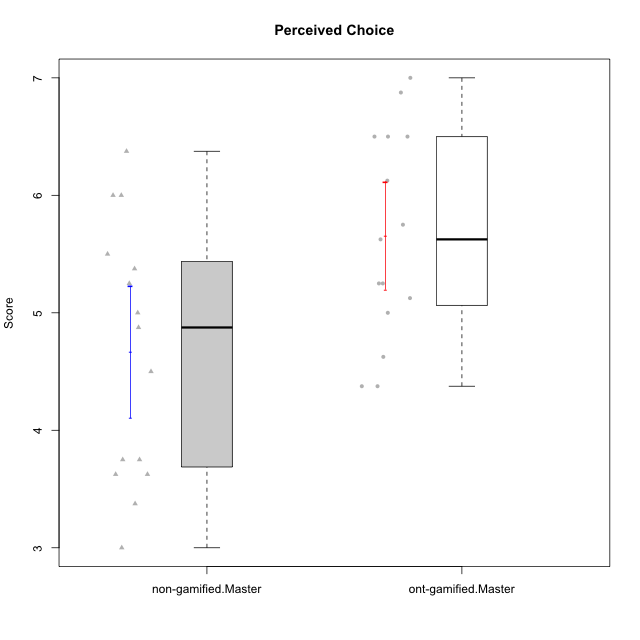 Perceived Choice
7
6
5
4
3
Score
non-gamified.Master
ont-gamified.Master